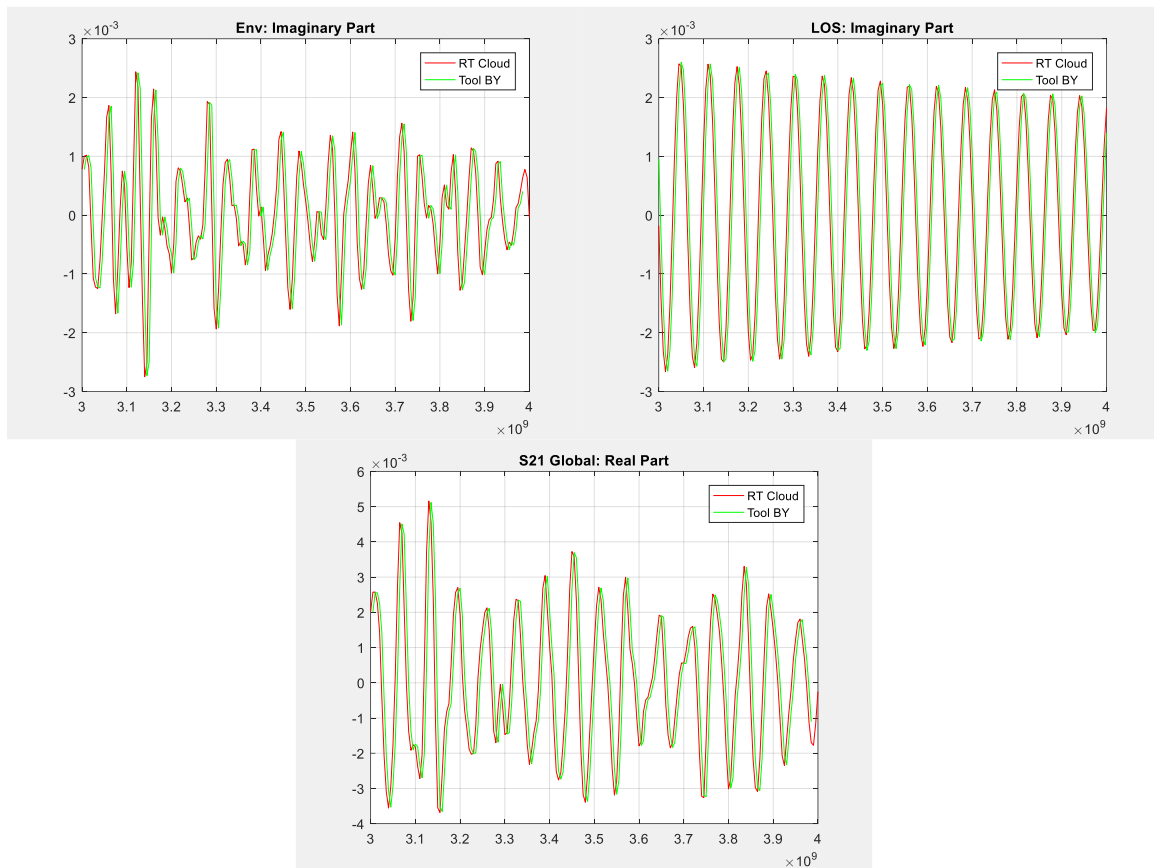 Env: Imaginary Part
×10⁻³
3
2
1
0
-1
-2
-3
RT Cloud
Tool BY
3 3.1 3.2 3.3 3.4 3.5 3.6 3.7 3.8 3.9 4
×10⁹
LOS: Imaginary Part
×10⁻³
3
2
1
0
-1
-2
-3
RT Cloud
Tool BY
3 3.1 3.2 3.3 3.4 3.5 3.6 3.7 3.8 3.9 4
×10⁹
S21 Global: Real Part
×10⁻³
6
5
4
3
2
1
0
-1
-2
-3
-4
RT Cloud
Tool BY
3 3.1 3.2 3.3 3.4 3.5 3.6 3.7 3.8 3.9 4
×10⁹